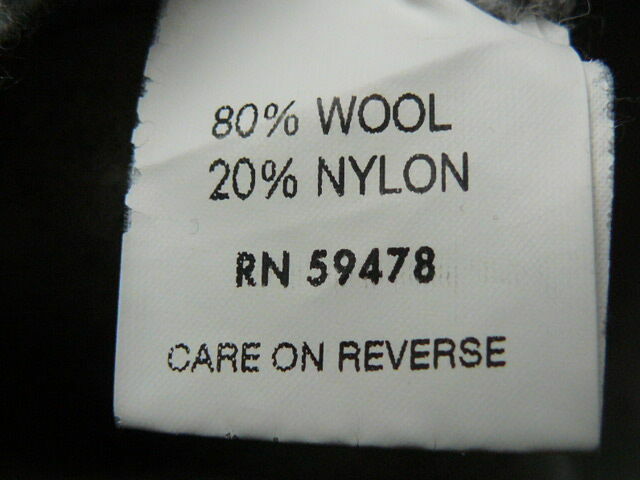 80% WOOL
20% NYLON
RN 59478
CARE ON REVERSE